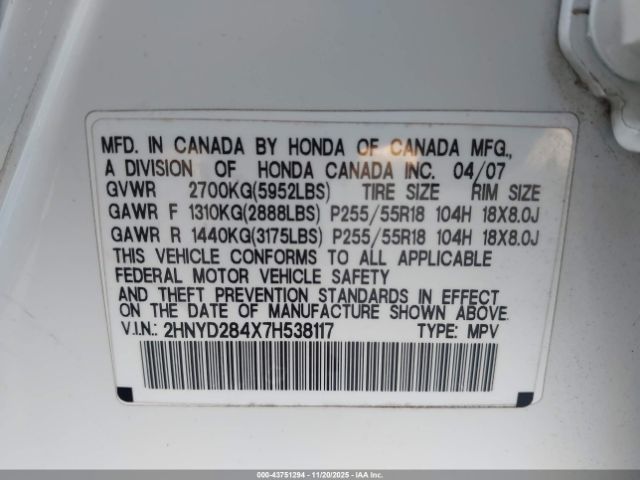 MFD. IN CANADA BY HONDA OF CANADA MFG.,
A DIVISION OF HONDA CANADA INC. 04/07
GVWR 2700KG(5952LBS) TIRE SIZE RIM SIZE
GAWR F 1310KG(2888LBS) P255/55R18 104H 18X8.0J
GAWR R 1440KG(3175LBS) P255/55R18 104H 18X8.0J
THIS VEHICLE CONFORMS TO ALL APPLICABLE
FEDERAL MOTOR VEHICLE SAFETY
AND THEFT PREVENTION STANDARDS IN EFFECT
ON THE DATE OF MANUFACTURE SHOWN ABOVE.
V.I.N.: 2HNYD284X7H538117 TYPE: MPV
000-43751294 - 11/20/2025 - IAA Inc.